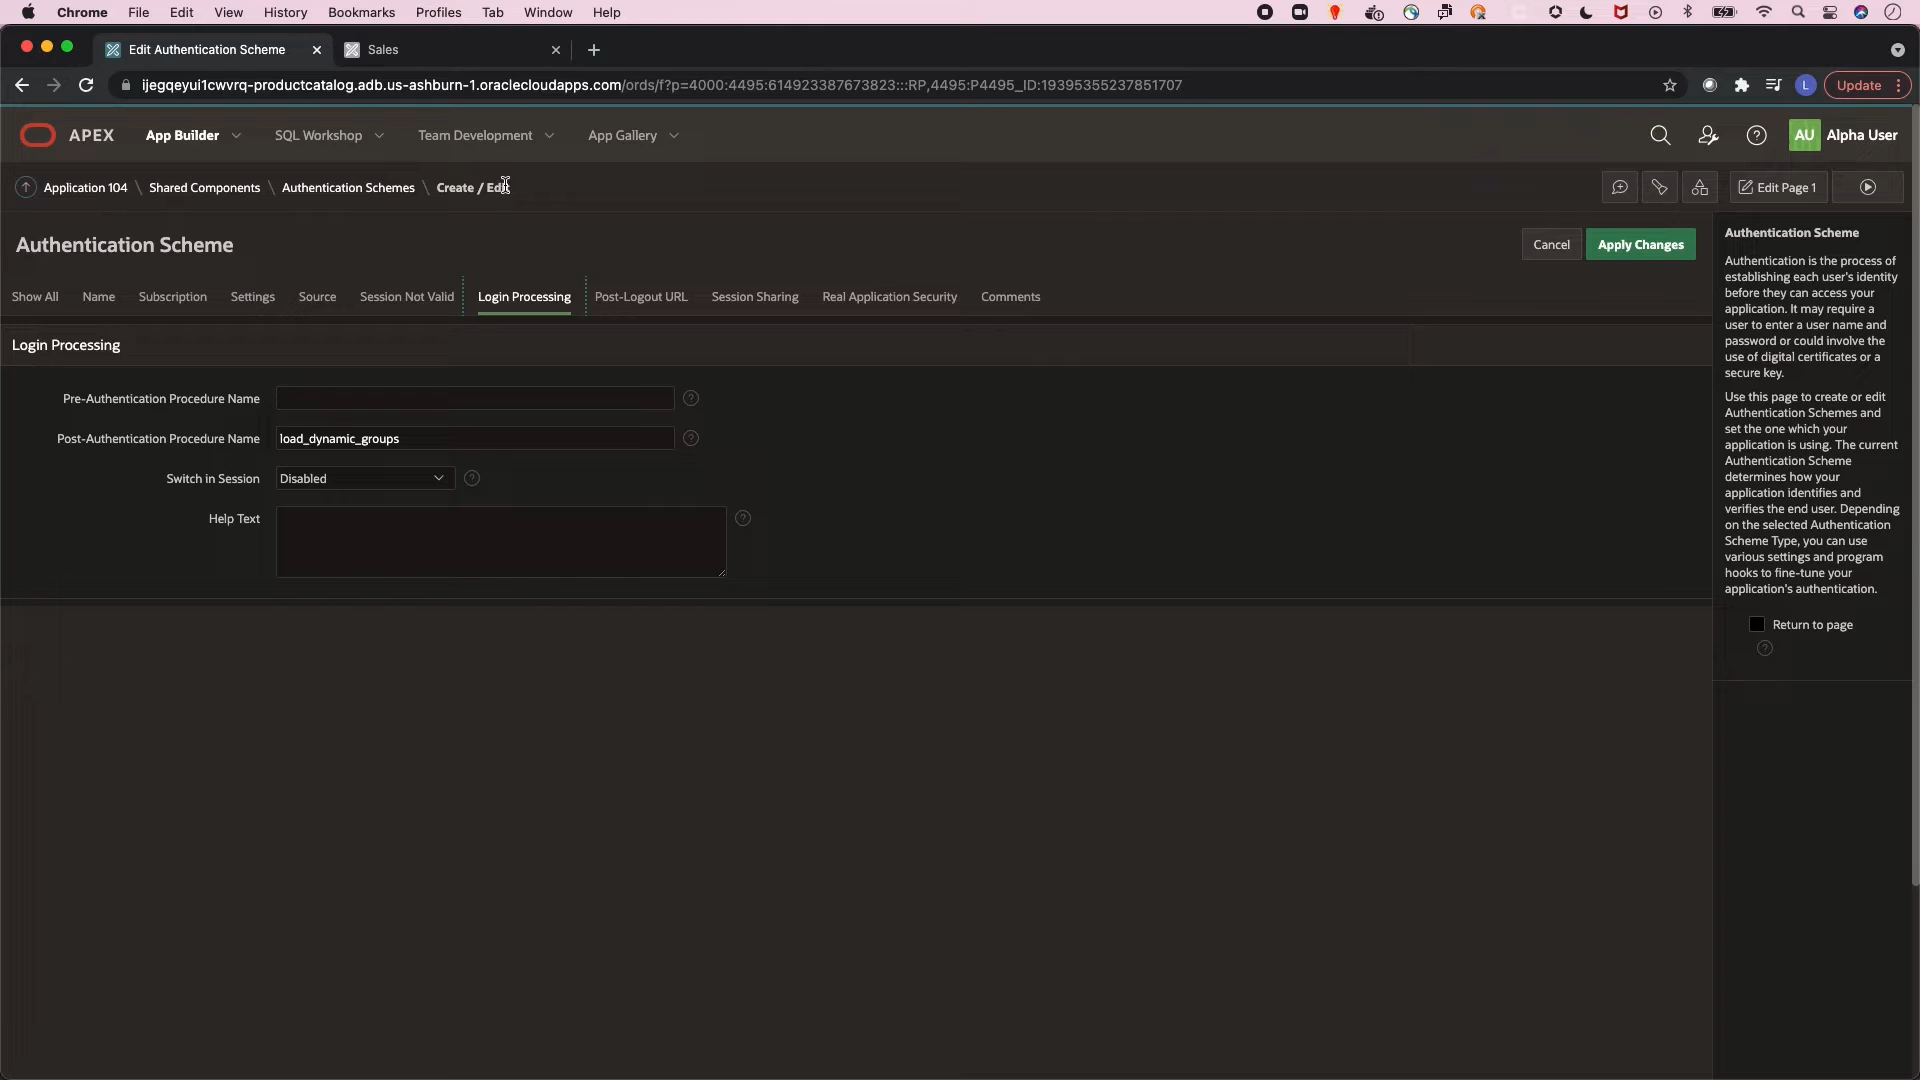 Chrome File Edit View History Bookmarks Profiles Tab Window Help
Edit Authentication Scheme Sales
ijegqeyui1cwvrq-productcatalog.adb.us-ashburn-1.oraclecloudapps.com/ords/f?p=4000:4495:614923387673823:::RP,4495:P4495_ID:19395355237851707 L Update
APEX App Builder SQL Workshop Team Development App Gallery AU Alpha User
Application 104 \ Shared Components \ Authentication Schemes \ Create / Edit Edit Page 1
Authentication Scheme Cancel Apply Changes
Show All Name Subscription Settings Source Session Not Valid Login Processing Post-Logout URL Session Sharing Real Application Security Comments
Login Processing
Pre-Authentication Procedure Name
Post-Authentication Procedure Name load_dynamic_groups
Switch in Session Disabled
Help Text
Authentication Scheme
Authentication is the process of
establishing each user's identity
before they can access your
application. It may require a
user to enter a user name and
password or could involve the
use of digital certificates or a
secure key.
Use this page to create or edit
Authentication Schemes and
set the one which your
application is using. The current
Authentication Scheme
determines how your
application identifies and
verifies the end user. Depending
on the selected Authentication
Scheme Type, you can use
various settings and program
hooks to fine-tune your
application's authentication.
Return to page